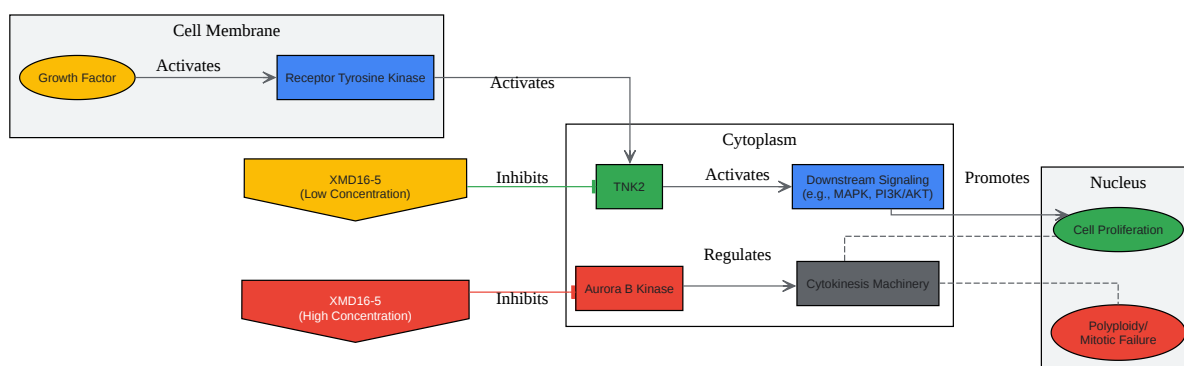 Cell Membrane
Growth Factor
Activates
Receptor Tyrosine Kinase
Activates
Cytoplasm
XMD16-5
(Low Concentration)
Inhibits
TNK2
Activates
Downstream Signaling
(e.g., MAPK, PI3K/AKT)
Promotes
Nucleus
Cell Proliferation
XMD16-5
(High Concentration)
Inhibits
Aurora B Kinase
Regulates
Cytokinesis Machinery
Polyploidy/
Mitotic Failure